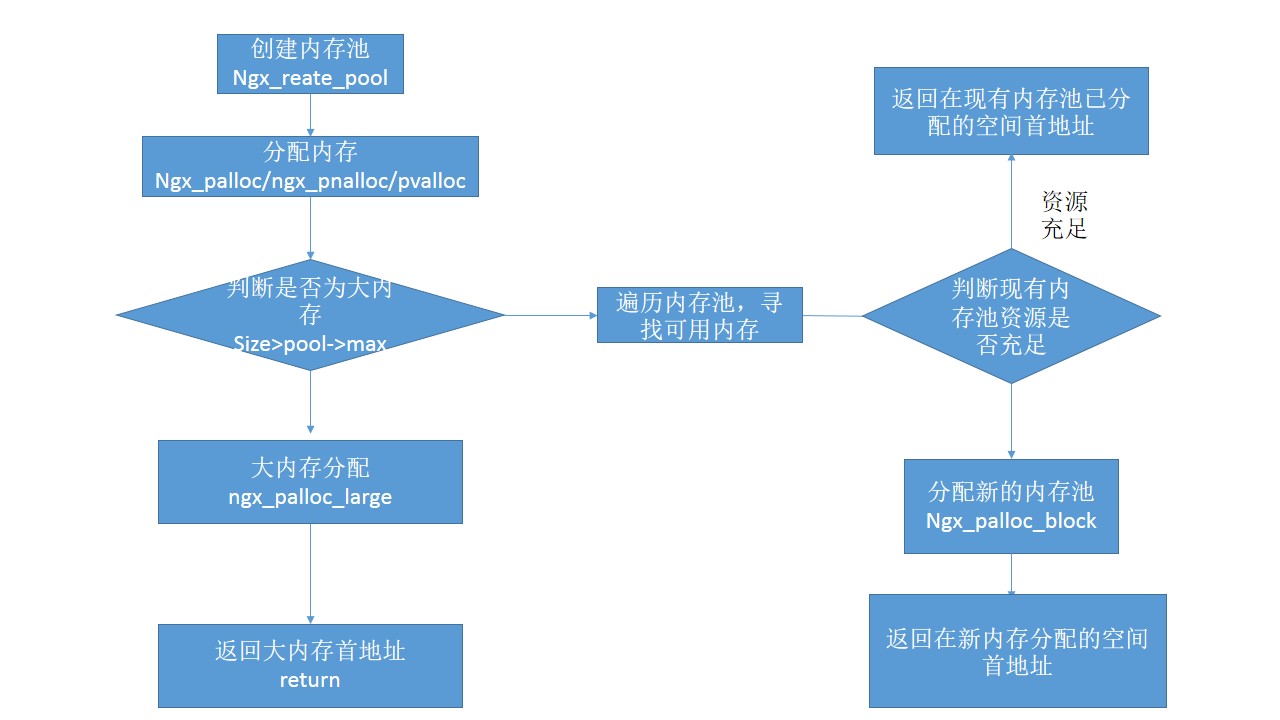 创建内存池
Ngx_reate_pool
分配内存
Ngx_palloc/ngx_pnalloc/pvalloc
判断是否为大内
存
Size>pool->max
大内存分配
ngx_palloc_large
返回大内存首地址
return
遍历内存池，寻
找可用内存
判断现有内
存池资源是
否充足
资源
充足
返回在现有内存池已分
配的空间首地址
分配新的内存池
Ngx_palloc_block
返回在新内存分配的空间
首地址